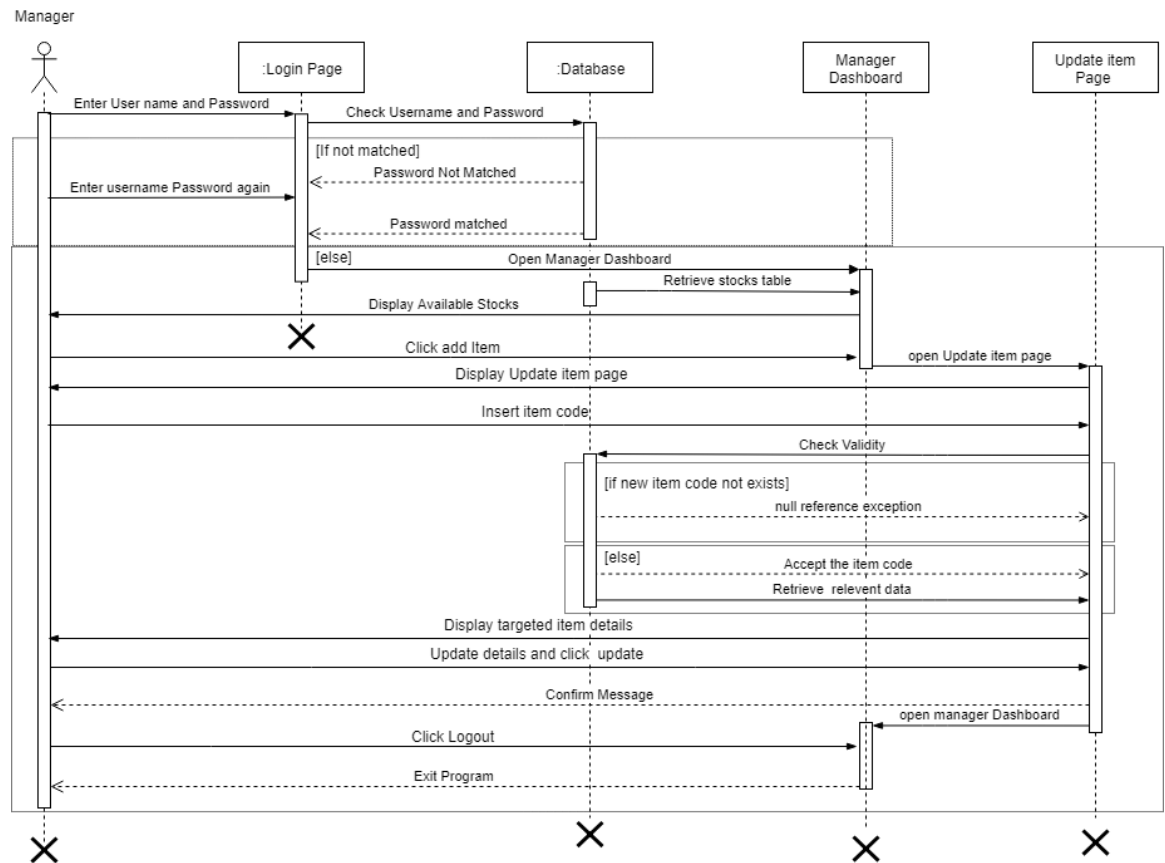 Manager
:Login Page
:Database
Manager
Dashboard
Update item
Page
Enter User name and Password
Check Username and Password
[If not matched]
Password Not Matched
Enter username Password again
Password matched
[else]
Open Manager Dashboard
Retrieve stocks table
Display Available Stocks
Click add Item
open Update item page
Display Update item page
Insert item code
Check Validity
[if new item code not exists]
null reference exception
[else]
Accept the item code
Retrieve relevent data
Display targeted item details
Update details and click update
Confirm Message
open manager Dashboard
Click Logout
Exit Program